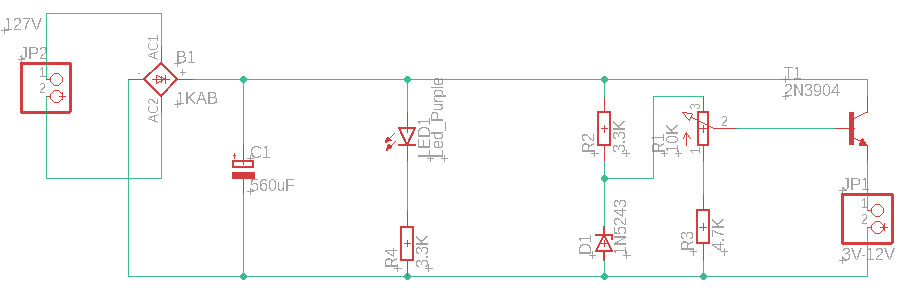 127V
JP2
1
2
AC1
AC2
B1
-
+
1KAB
C1
+
560uF
LED1
Led_Purple
R4
3.3K
R2
3.3K
D1
1N5243
R1
10K
3
2
1
R3
4.7K
T1
2N3904
JP1
1
2
3V-12V